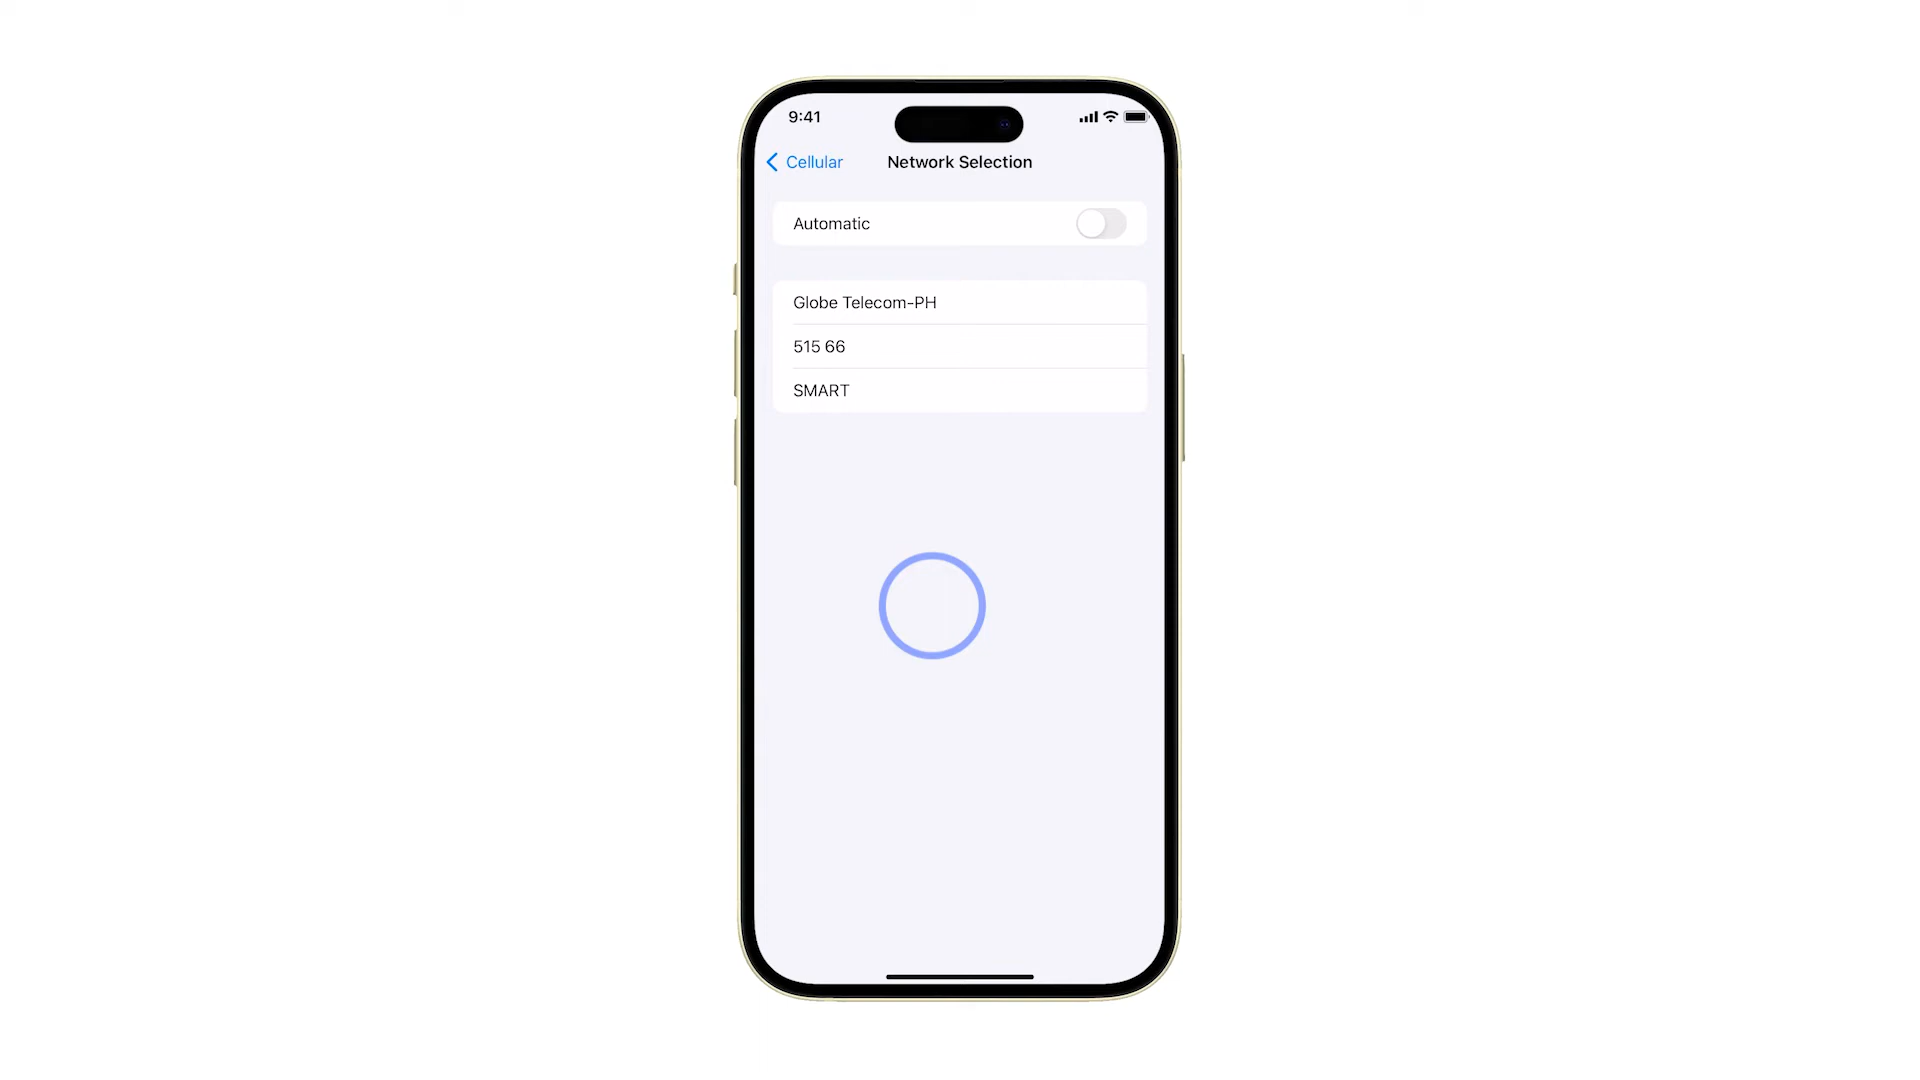 9:41
Cellular
Network Selection
Automatic
Globe Telecom-PH
515 66
SMART